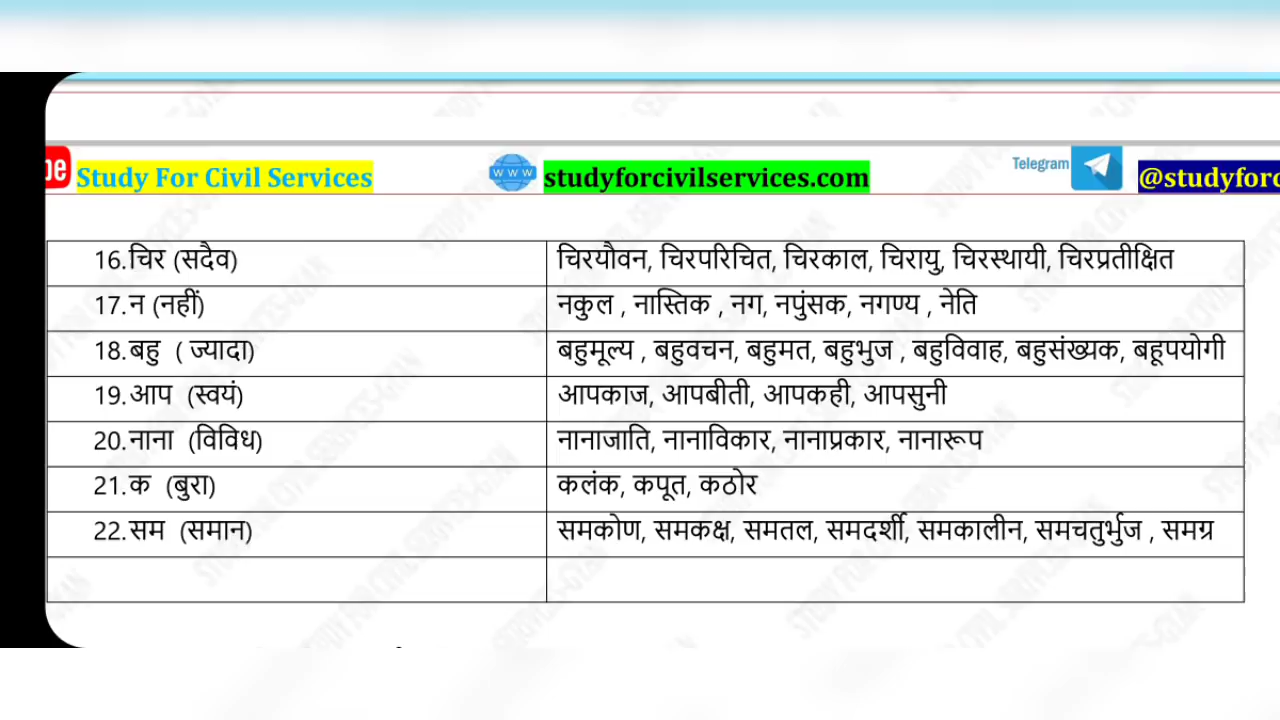 be Study For Civil Services studyforcivilservices.com Telegram @studyforc
16.चिर (सदैव) चिरयौवन, चिरपरिचित, चिरकाल, चिरायु, चिरस्थायी, चिरप्रतीक्षित
17.न (नहीं) नकुल , नास्तिक , नग, नपुंसक, नगण्य , नेति
18.बहु ( ज्यादा) बहुमूल्य , बहुवचन, बहुमत, बहुभुज , बहुविवाह, बहुसंख्यक, बहूपयोगी
19.आप (स्वयं) आपकाज, आपबीती, आपकही, आपसुनी
20.नाना (विविध) नानाजाति, नानाविकार, नानाप्रकार, नानारूप
21.क (बुरा) कलंक, कपूत, कठोर
22.सम (समान) समकोण, समकक्ष, समतल, समदर्शी, समकालीन, समचतुर्भुज , समग्र